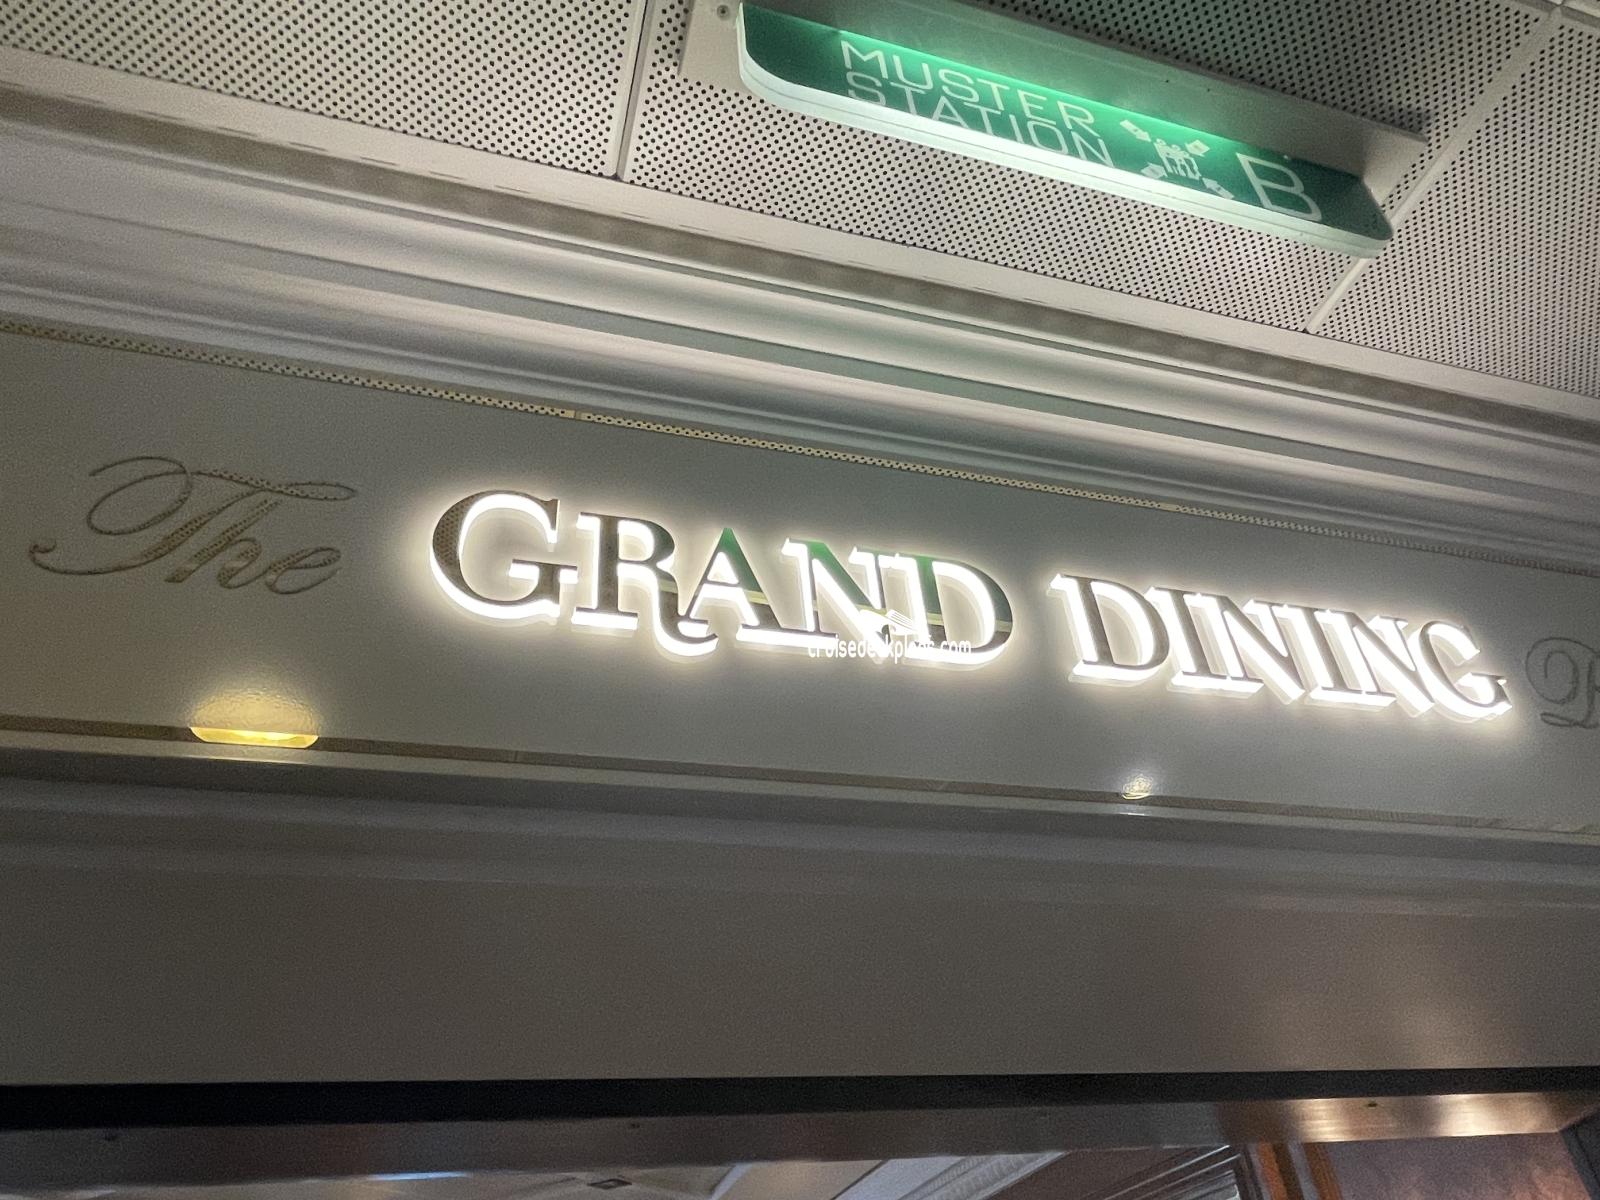 MUSTER
STATION B
The GRAND DINING
cruisedeckplans.com